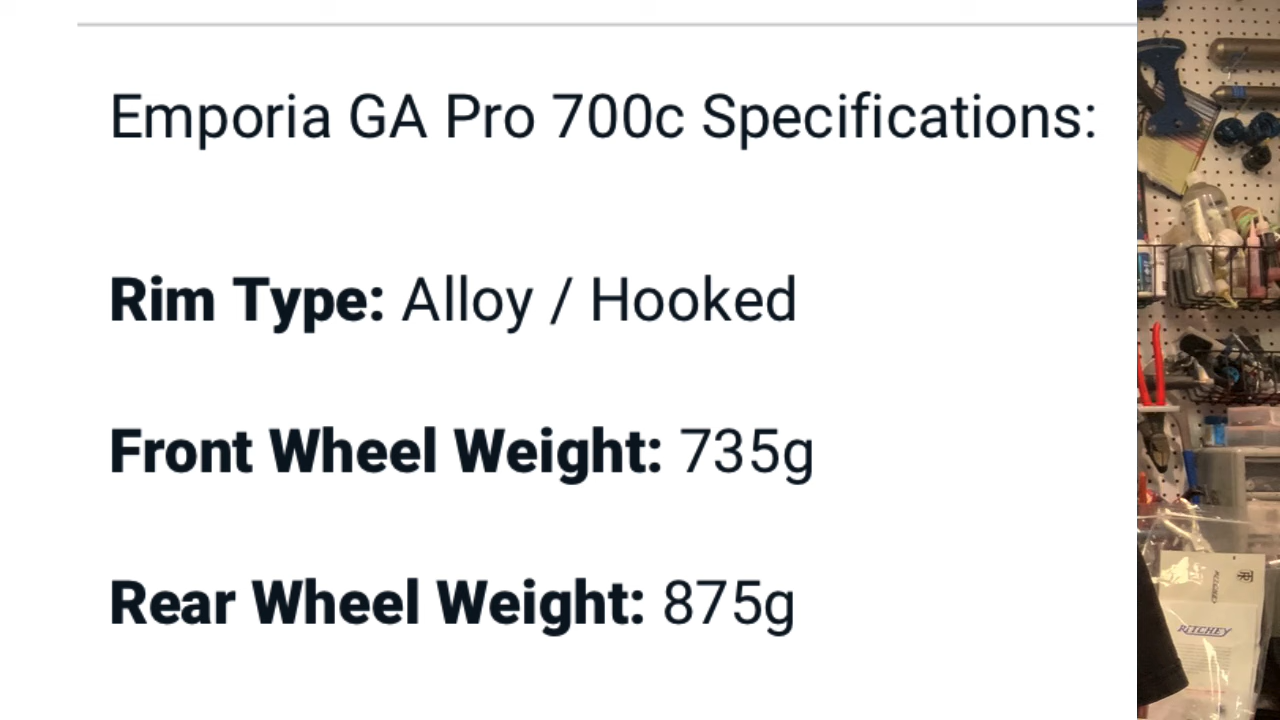 Emporia GA Pro 700c Specifications:
Rim Type: Alloy / Hooked
Front Wheel Weight: 735g
Rear Wheel Weight: 875g
RITCHEY